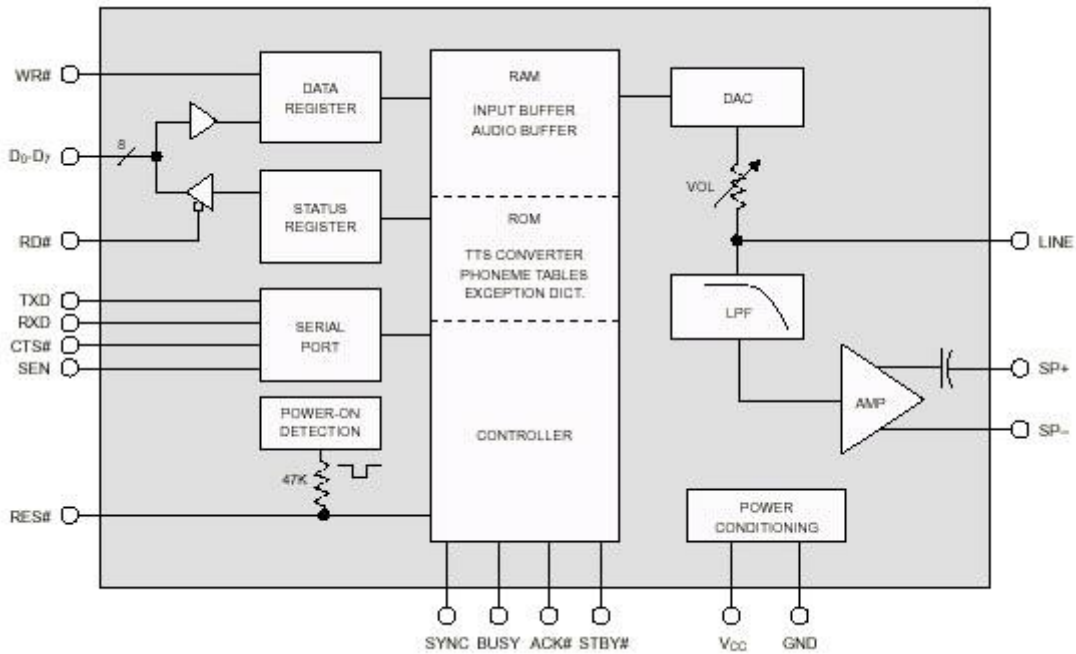 WR#
D0-D7
8
RD#
TXD
RXD
CTS#
SEN
RES#
DATA
REGISTER
STATUS
REGISTER
SERIAL
PORT
POWER-ON
DETECTION
47K
RAM
INPUT BUFFER
AUDIO BUFFER
ROM
TTS CONVERTER
PHONEME TABLES
EXCEPTION DICT.
CONTROLLER
DAC
VOL
LPF
AMP
POWER
CONDITIONING
LINE
SP+
SP–
SYNC BUSY ACK# STBY#
VCC GND